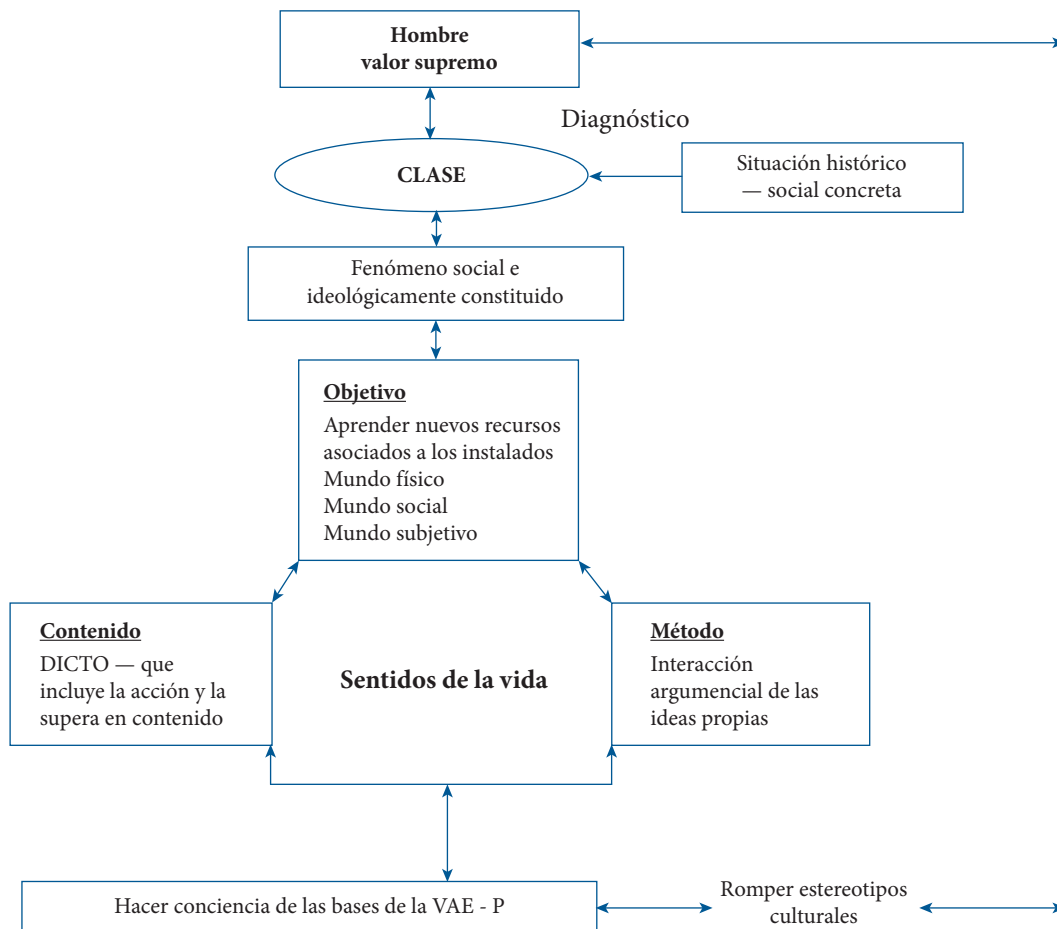 Hombre
valor supremo
Diagnóstico
CLASE
Situación histórico
— social concreta
Fenómeno social e
ideológicamente constituido
Objetivo
Aprender nuevos recursos
asociados a los instalados
Mundo físico
Mundo social
Mundo subjetivo
Contenido
DICTO — que
incluye la acción y la
supera en contenido
Sentidos de la vida
Método
Interacción
argumencial de las
ideas propias
Hacer conciencia de las bases de la VAE - P
Romper estereotipos
culturales